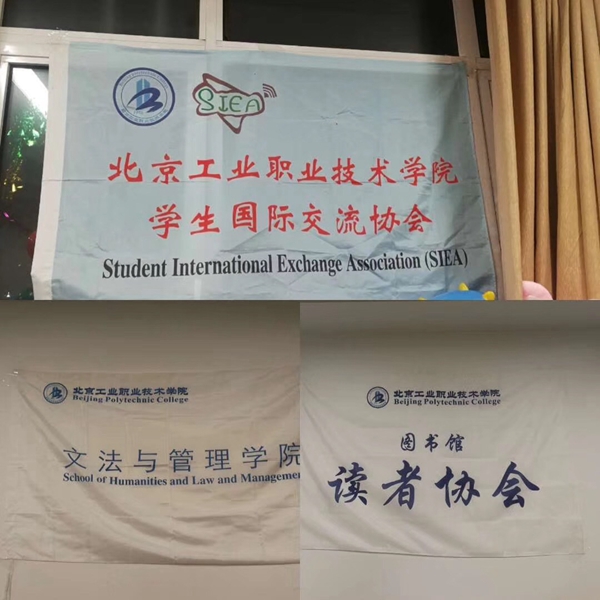 SIEA
北京工业职业技术学院
学生国际交流协会
Student International Exchange Association (SIEA)
北京工业职业技术学院
Beijing Polytechnic College
文法与管理学院
School of Humanities and Law and Management
北京工业职业技术学院
Beijing Polytechnic College
图书馆
读者协会